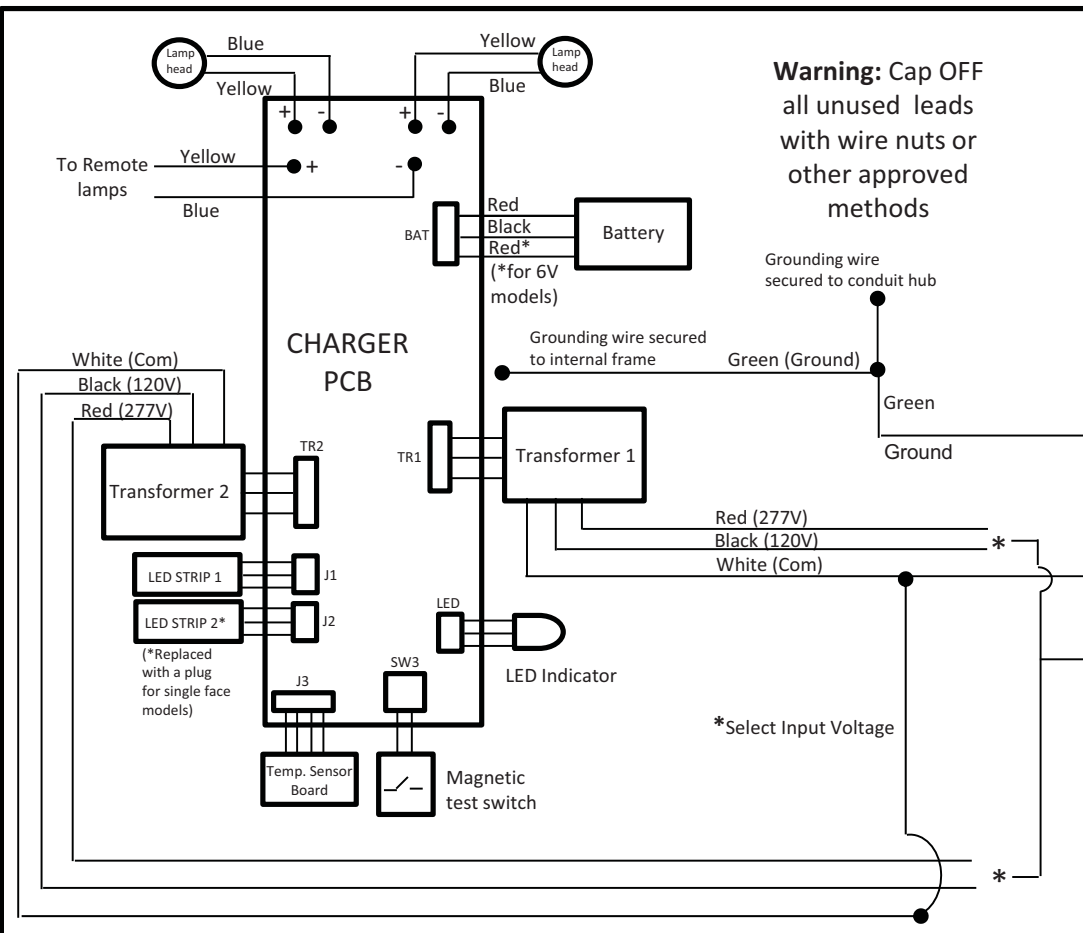 Lamp
head
Blue
Yellow
Yellow
Blue
Lamp
head
Warning: Cap OFF
all unused leads
with wire nuts or
other approved
methods
+
-
+
-
To Remote
lamps
Yellow
+
-
Blue
BAT
Red
Black
Red*
(*for 6V
models)
Battery
Grounding wire
secured to conduit hub
CHARGER
PCB
Grounding wire secured
to internal frame
Green (Ground)
Green
Ground
White (Com)
Black (120V)
Red (277V)
Transformer 2
TR2
TR1
Transformer 1
Red (277V)
Black (120V)
*
White (Com)
LED STRIP 1
J1
LED STRIP 2*
J2
(*Replaced
with a plug
for single face
models)
LED
LED Indicator
SW3
J3
Temp. Sensor
Board
Magnetic
test switch
*Select Input Voltage
*